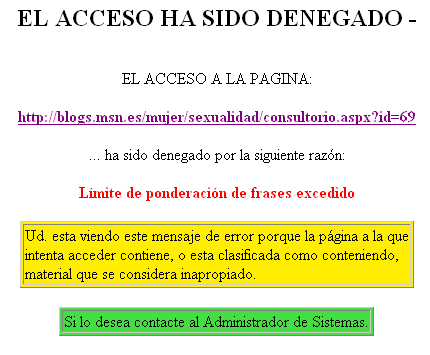 EL ACCESO HA SIDO DENEGADO -
EL ACCESO A LA PAGINA:
http://blogs.msn.es/mujer/sexualidad/consultorio.aspx?id=69
... ha sido denegado por la siguiente razón:
Límite de ponderación de frases excedido
Ud. esta viendo este mensaje de error porque la página a la que
intenta acceder contiene, o esta clasificada como conteniendo,
material que se considera inapropiado.
Si lo desea contacte al Administrador de Sistemas.